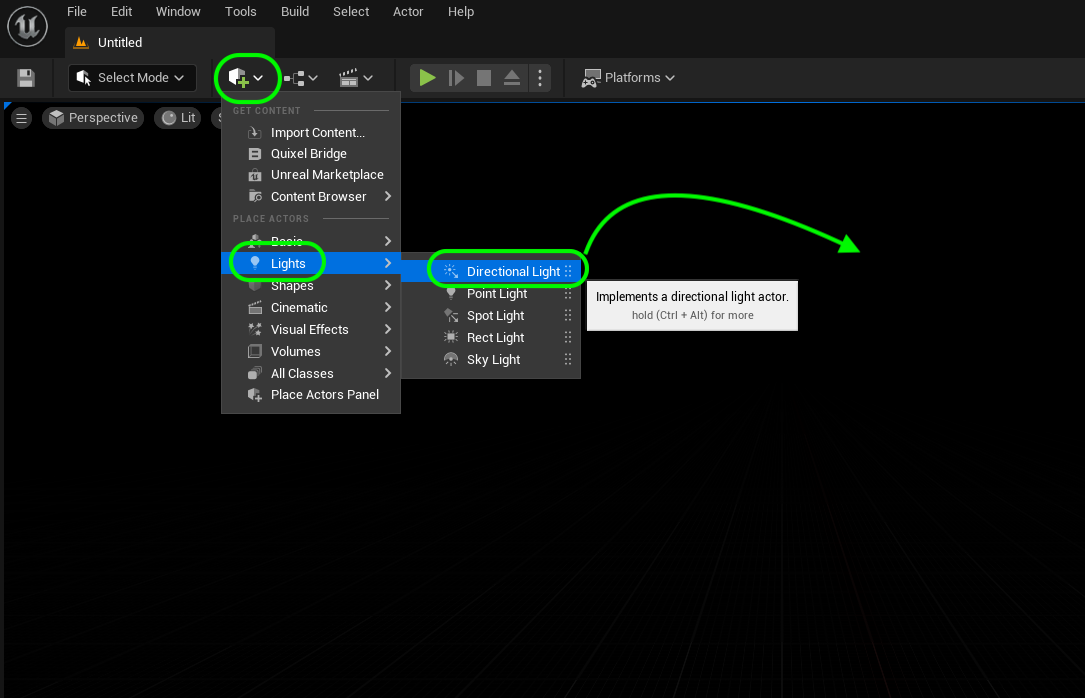 File Edit Window Tools Build Select Actor Help
Untitled
Select Mode
Platforms
Perspective Lit
GET CONTENT
Import Content...
Quixel Bridge
Unreal Marketplace
Content Browser
PLACE ACTORS
Basic
Lights
Shapes
Cinematic
Visual Effects
Volumes
All Classes
Place Actors Panel
Directional Light
Point Light
Spot Light
Rect Light
Sky Light
Implements a directional light actor.
hold (Ctrl + Alt) for more